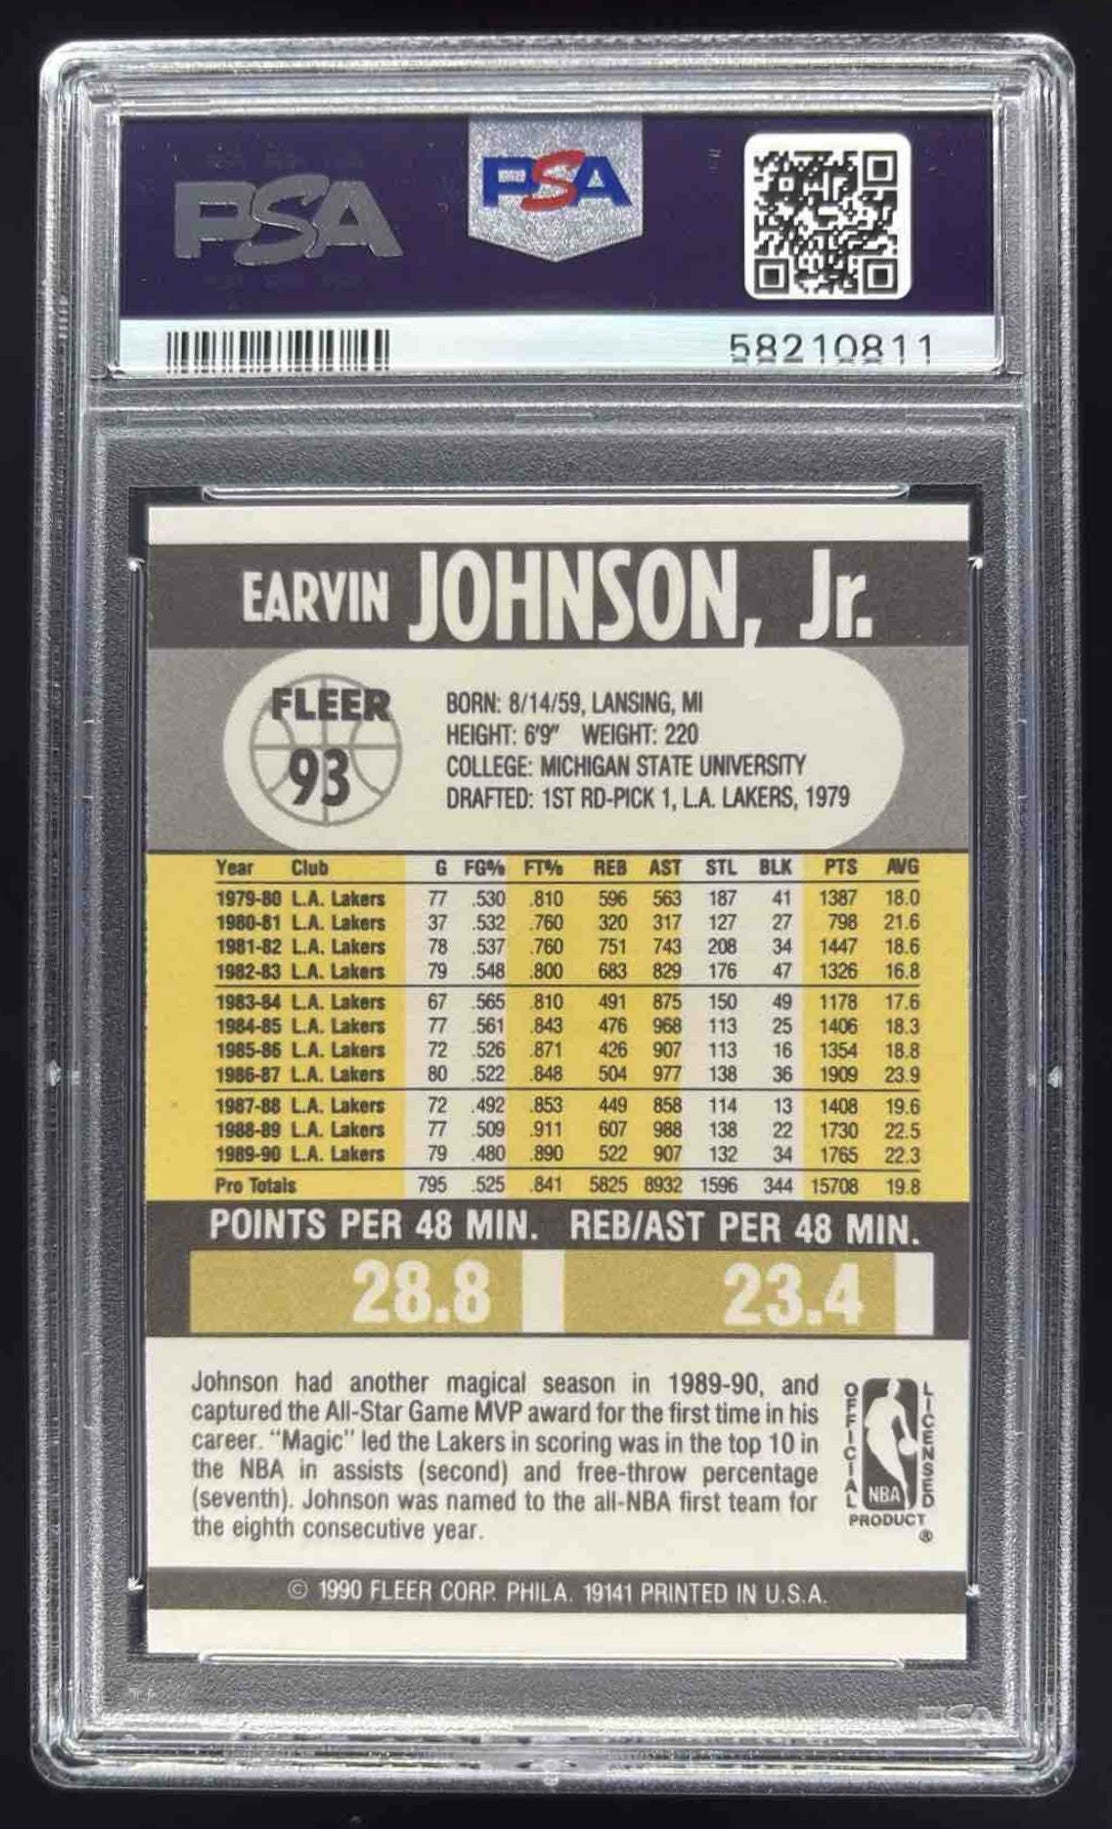 PSA PSA
58210811
EARVIN JOHNSON, Jr.
FLEER
93
BORN: 8/14/59, LANSING, MI
HEIGHT: 6'9" WEIGHT: 220
COLLEGE: MICHIGAN STATE UNIVERSITY
DRAFTED: 1ST RD-PICK 1, L.A. LAKERS, 1979
Year Club G FG% FT% REB AST STL BLK PTS AVG
1979-80 L.A. Lakers 77 .530 .810 596 563 187 41 1387 18.0
1980-81 L.A. Lakers 37 .532 .760 320 317 127 27 798 21.6
1981-82 L.A. Lakers 78 .537 .760 751 743 208 34 1447 18.6
1982-83 L.A. Lakers 79 .548 .800 683 829 176 47 1326 16.8
1983-84 L.A. Lakers 67 .565 .810 491 875 150 49 1178 17.6
1984-85 L.A. Lakers 77 .561 .843 476 968 113 25 1406 18.3
1985-86 L.A. Lakers 72 .526 .871 426 907 113 16 1354 18.8
1986-87 L.A. Lakers 80 .522 .848 504 977 138 36 1909 23.9
1987-88 L.A. Lakers 72 .492 .853 449 858 114 13 1408 19.6
1988-89 L.A. Lakers 77 .509 .911 607 988 138 22 1730 22.5
1989-90 L.A. Lakers 79 .480 .890 522 907 132 34 1765 22.3
Pro Totals 795 .525 .841 5825 8932 1596 344 15708 19.8
POINTS PER 48 MIN. REB/AST PER 48 MIN.
28.8 23.4
Johnson had another magical season in 1989-90, and
captured the All-Star Game MVP award for the first time in his
career. "Magic" led the Lakers in scoring was in the top 10 in
the NBA in assists (second) and free-throw percentage
(seventh). Johnson was named to the all-NBA first team for
the eighth consecutive year.
OFFICIAL LICENSED
NBA
PRODUCT
®
© 1990 FLEER CORP. PHILA. 19141 PRINTED IN U.S.A.
PSA